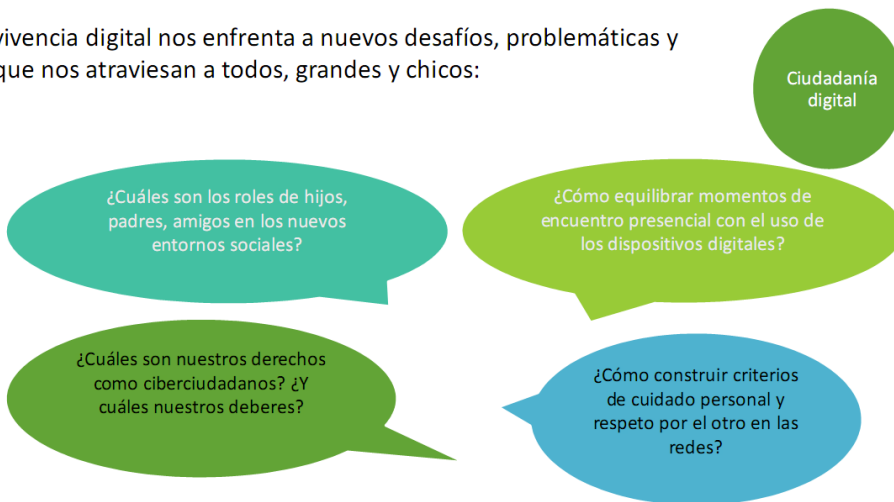 vivencia digital nos enfrenta a nuevos desafíos, problemáticas y
que nos atraviesan a todos, grandes y chicos:
Ciudadanía
digital
¿Cuáles son los roles de hijos,
padres, amigos en los nuevos
entornos sociales?
¿Cómo equilibrar momentos de
encuentro presencial con el uso de
los dispositivos digitales?
¿Cuáles son nuestros derechos
como ciberciudadanos? ¿Y
cuáles nuestros deberes?
¿Cómo construir criterios
de cuidado personal y
respeto por el otro en las
redes?